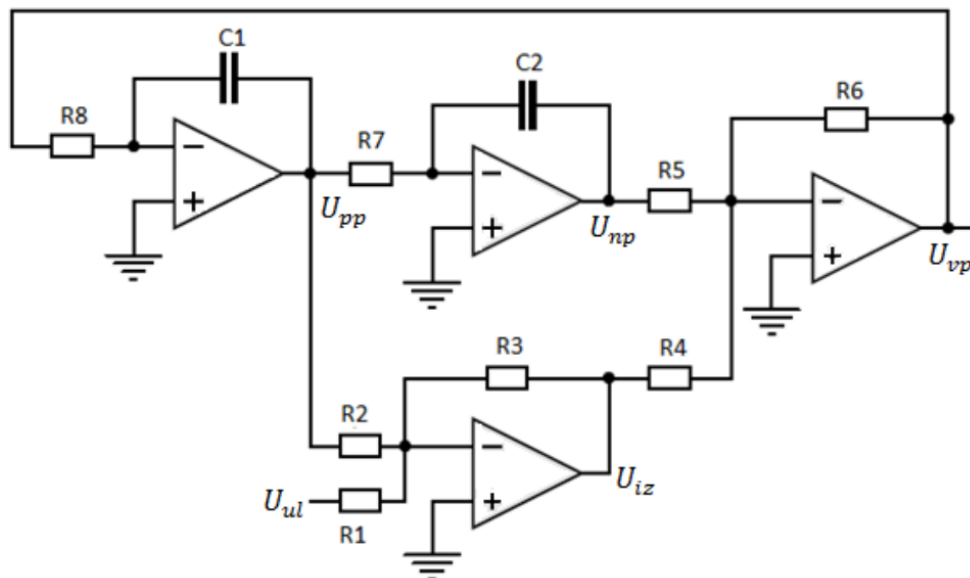 C1
C2
R8
R7
R6
R5
−
+
−
+
−
+
U_pp
U_np
U_vp
R3
R4
R2
−
+
U_ul
U_iz
R1